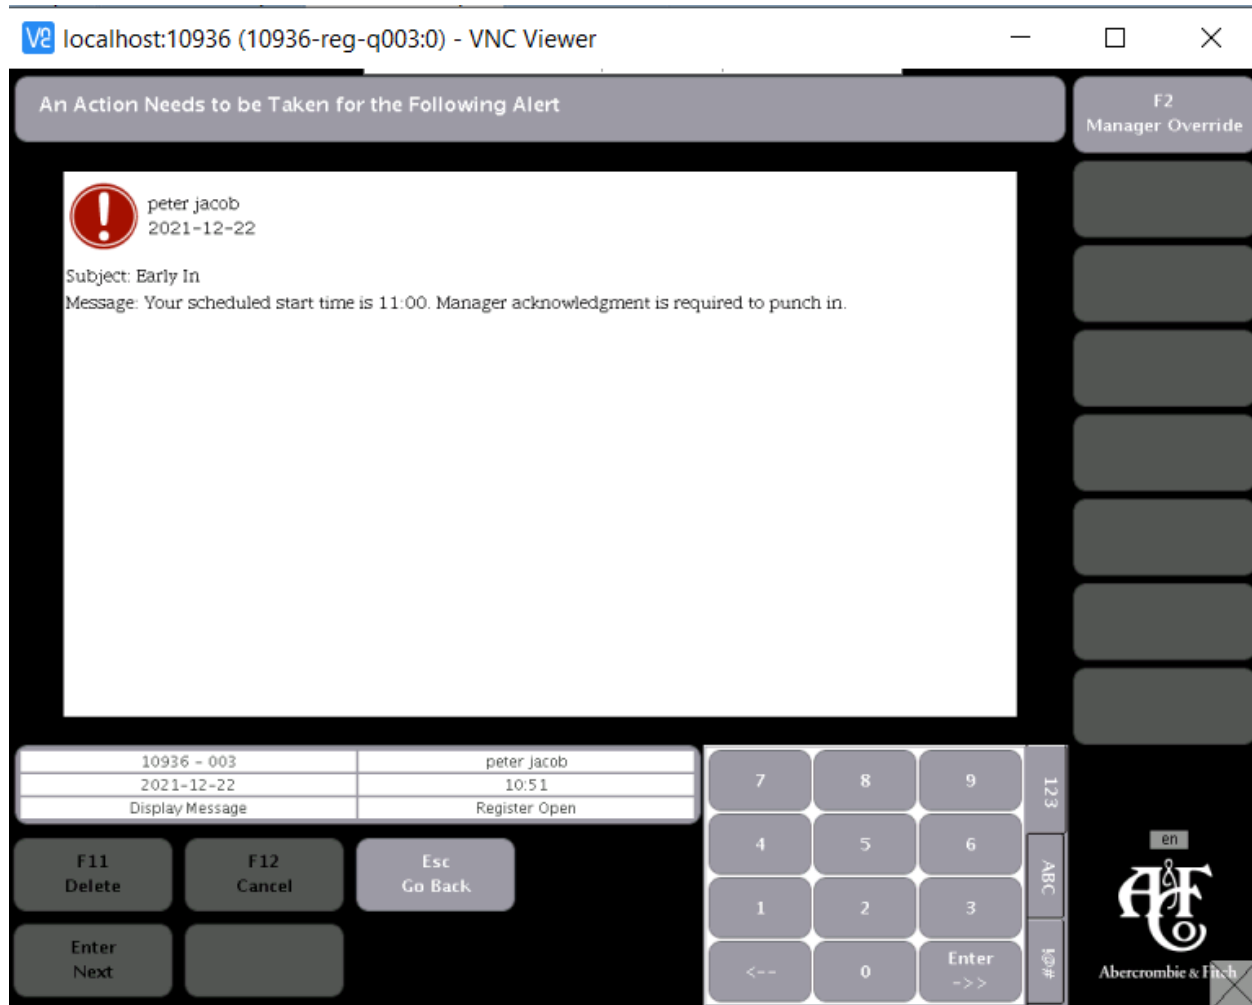 V2 localhost:10936 (10936-reg-q003:0) - VNC Viewer
An Action Needs to be Taken for the Following Alert
F2
Manager Override
peter jacob
2021-12-22
Subject: Early In
Message: Your scheduled start time is 11:00. Manager acknowledgment is required to punch in.
10936 - 003 peter jacob
2021-12-22 10:51
Display Message Register Open
F11
Delete
F12
Cancel
Esc
Go Back
Enter
Next
7 8 9
4 5 6
1 2 3
<-- 0 Enter
->>
123
ABC
!@#
en
A&F
Co
Abercrombie & Fitch